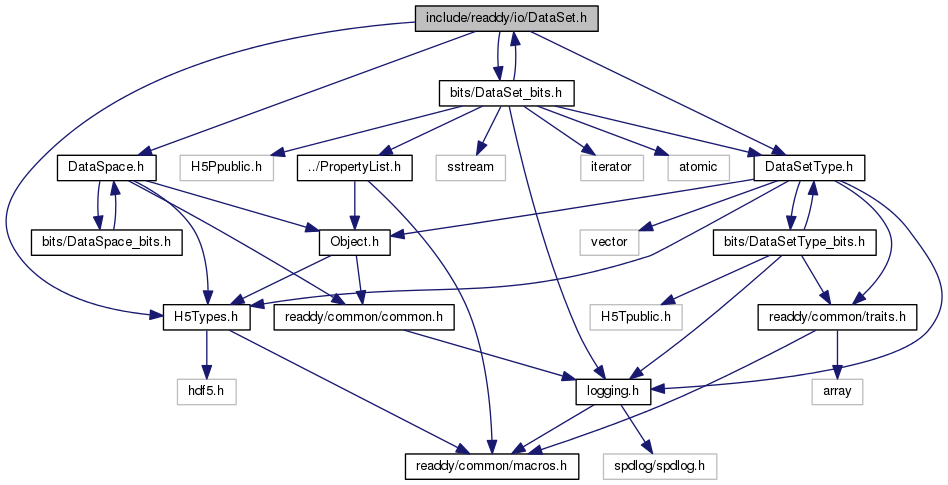 include/readdy/io/DataSet.h
bits/DataSet_bits.h
DataSpace.h
H5Ppublic.h
../PropertyList.h
sstream
iterator
atomic
DataSetType.h
bits/DataSpace_bits.h
Object.h
vector
bits/DataSetType_bits.h
H5Types.h
readdy/common/common.h
H5Tpublic.h
readdy/common/traits.h
hdf5.h
logging.h
array
readdy/common/macros.h
spdlog/spdlog.h